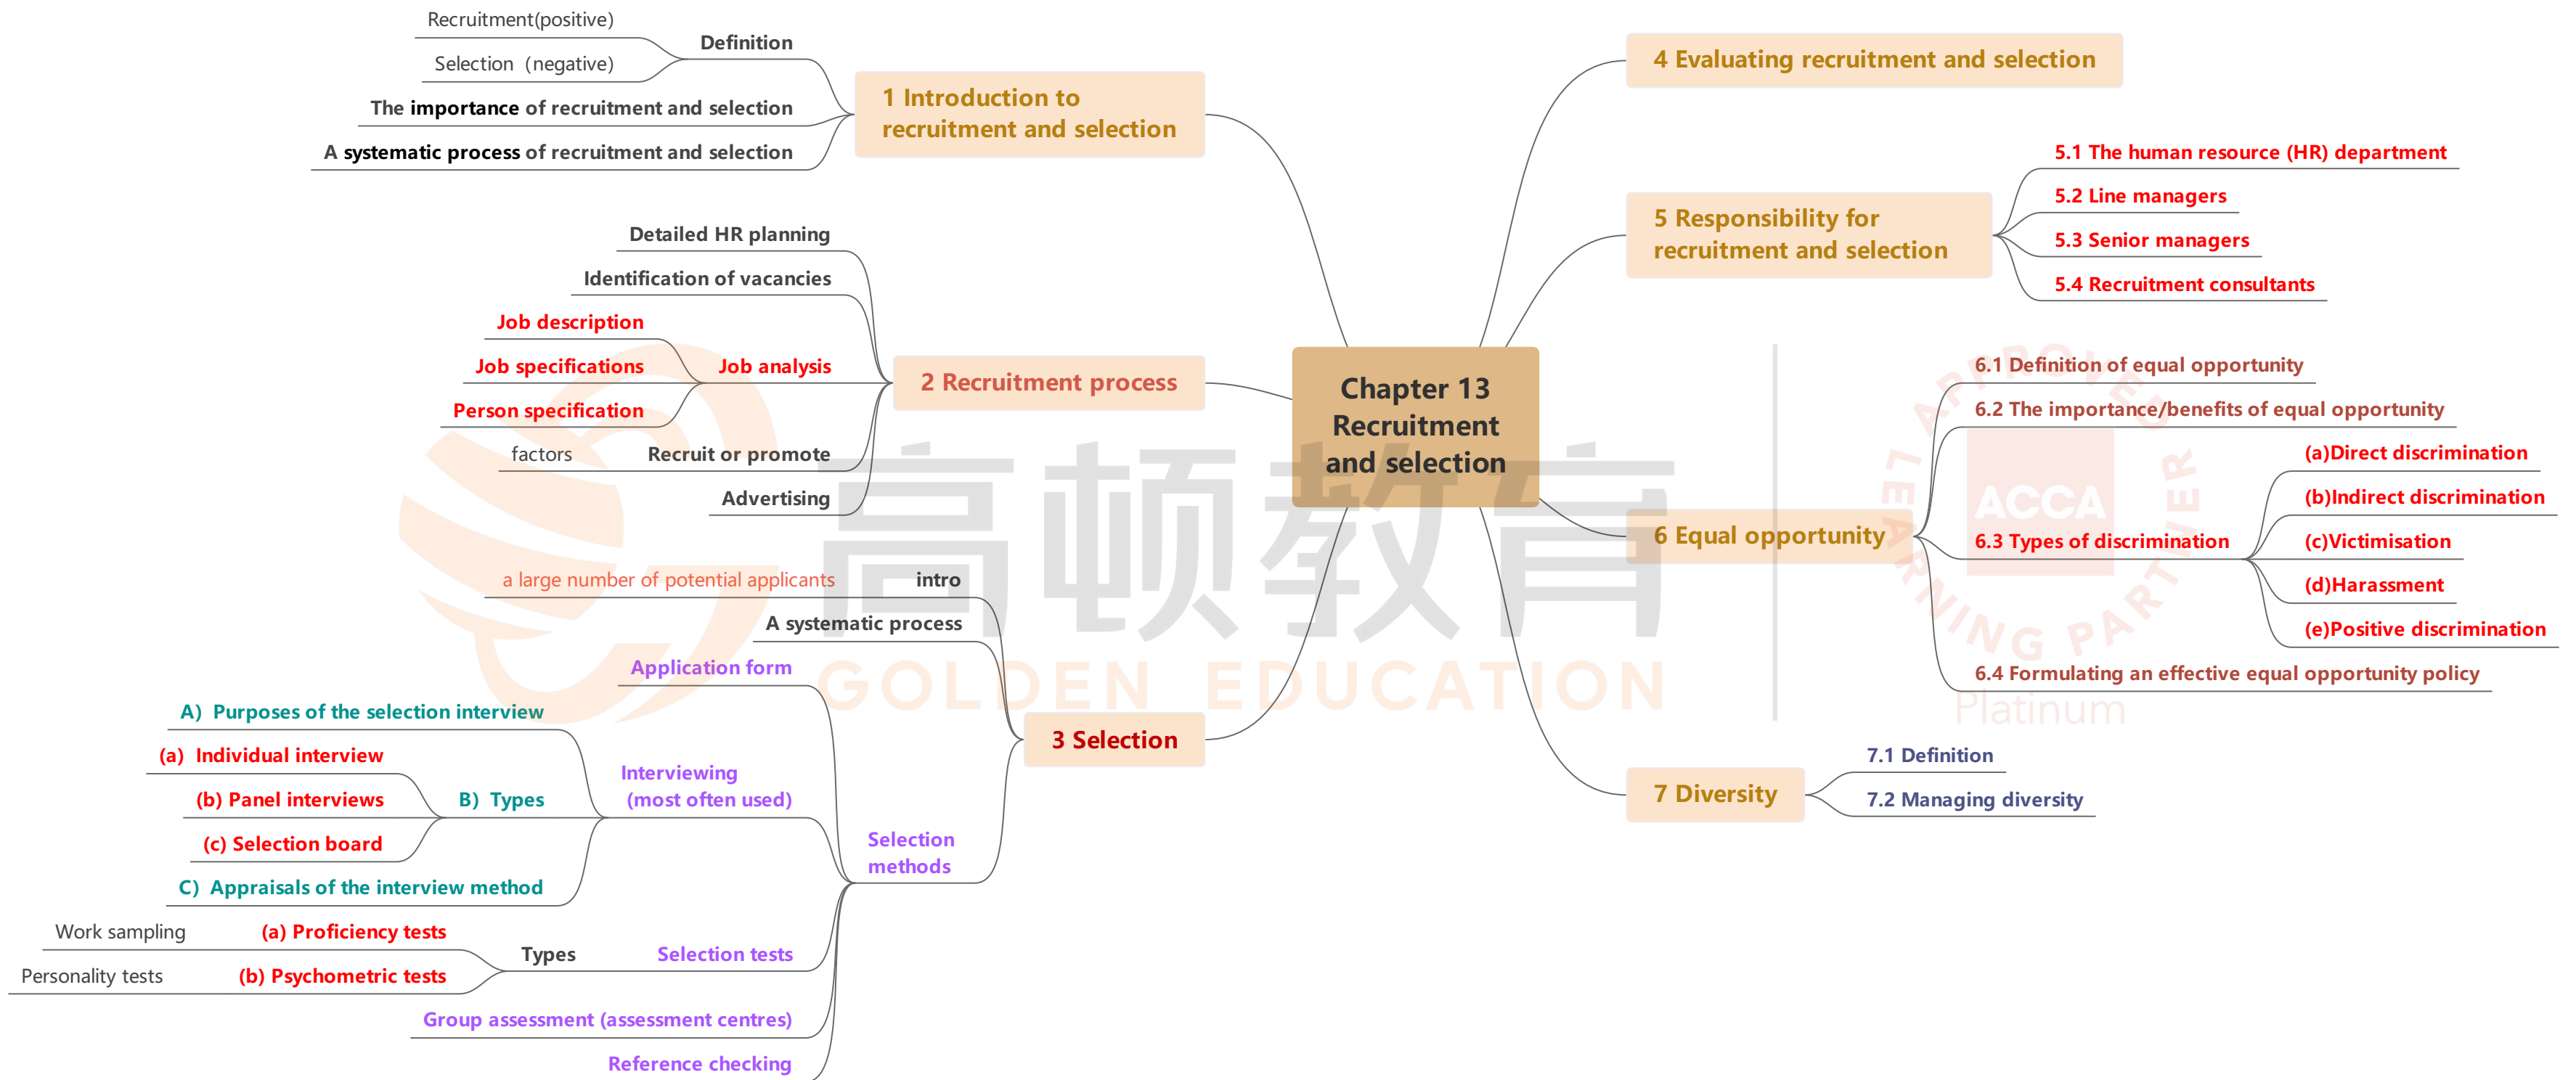 Chapter 13
Recruitment
and selection
1 Introduction to
recruitment and selection
Definition
Recruitment(positive)
Selection（negative）
The importance of recruitment and selection
A systematic process of recruitment and selection
2 Recruitment process
Detailed HR planning
Identification of vacancies
Job analysis
Job description
Job specifications
Person specification
Recruit or promote
factors
Advertising
3 Selection
intro
a large number of potential applicants
A systematic process
Selection
methods
Application form
Interviewing
(most often used)
A） Purposes of the selection interview
B） Types
(a) Individual interview
(b) Panel interviews
(c) Selection board
C） Appraisals of the interview method
Selection tests
Types
(a) Proficiency tests
Work sampling
(b) Psychometric tests
Personality tests
Group assessment (assessment centres)
Reference checking
4 Evaluating recruitment and selection
5 Responsibility for
recruitment and selection
5.1 The human resource (HR) department
5.2 Line managers
5.3 Senior managers
5.4 Recruitment consultants
6 Equal opportunity
6.1 Definition of equal opportunity
6.2 The importance/benefits of equal opportunity
6.3 Types of discrimination
(a)Direct discrimination
(b)Indirect discrimination
(c)Victimisation
(d)Harassment
(e)Positive discrimination
6.4 Formulating an effective equal opportunity policy
7 Diversity
7.1 Definition
7.2 Managing diversity
高顿教育
GOLDEN EDUCATION
APPROVED LEARNING PARTNER
ACCA
Platinum